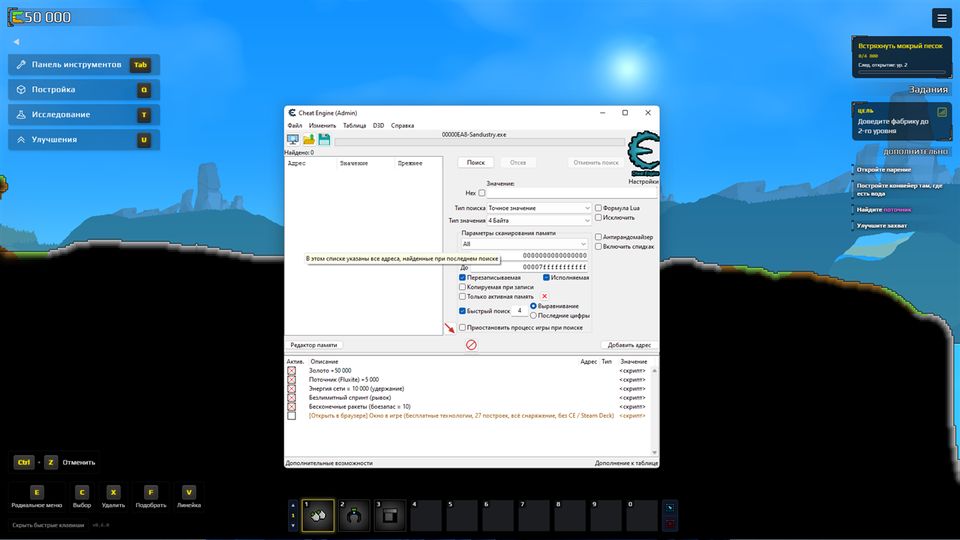 50 000
Панель инструментов Tab
Постройка Q
Исследование T
Улучшения U
Встряхнуть мокрый песок
0/4 000
След. открытие: ур. 2
Задания
ЦЕЛЬ
Доведите фабрику до
2-го уровня
ДОПОЛНИТЕЛЬНО
Откройте парение
Постройте конвейер там, где
есть вода
Найдите поточник
Улучшите захват
Cheat Engine (Admin)
Файл Изменить Таблица D3D Справка
00000EA8-Sandustry.exe
Найдено: 0
Адрес Значение Прежнее
Поиск Отсев Отменить поиск
Cheat Engine
Настройки
Значение:
Hex
Тип поиска Точное значение
Формула Lua
Тип значения 4 Байта
Исключить
Параметры сканирования памяти
All
Антирандомайзер
Включить спидхак
0000000000000000
В этом списке указаны все адреса, найденные при последнем поиске
До 00007fffffffffff
Перезаписываемая Исполняемая
Копируемая при записи
Только активная память
Быстрый поиск 4 Выравнивание
Последние цифры
Приостановить процесс игры при поиске
Редактор памяти Добавить адрес
Актив. Описание Адрес Тип Значение
Золото +50 000 <скрипт>
Поточник (Fluxite) +5 000 <скрипт>
Энергия сети = 10 000 (удержание) <скрипт>
Безлимитный спринт (рывок) <скрипт>
Бесконечные ракеты (боезапас = 10) <скрипт>
[Открыть в браузере] Окно в игре (бесплатные технологии, 27 построек, всё снаряжение, без CE / Steam Deck) <скрипт>
Дополнительные возможности Дополнение к таблице
Ctrl + Z Отменить
E C X F V
Радиальное меню Выбор Удалить Подобрать Линейка
Скрыть быстрые клавиши
1 1 2 3 4 5 6 7 8 9 0